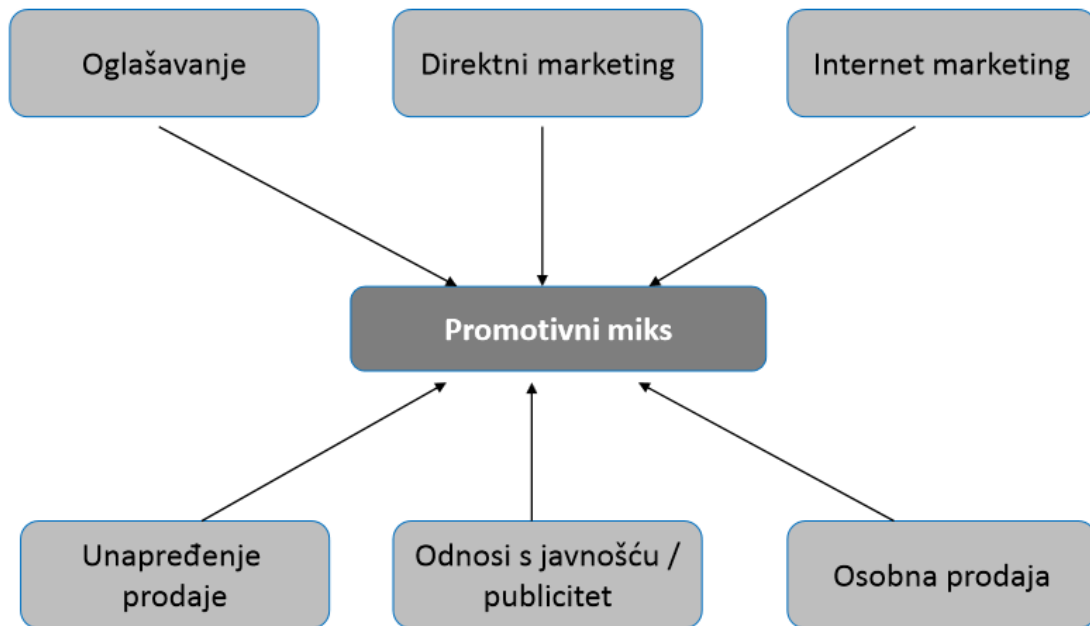 Oglašavanje
Direktni marketing
Internet marketing
Promotivni miks
Unapređenje
prodaje
Odnosi s javnošću /
publicitet
Osobna prodaja